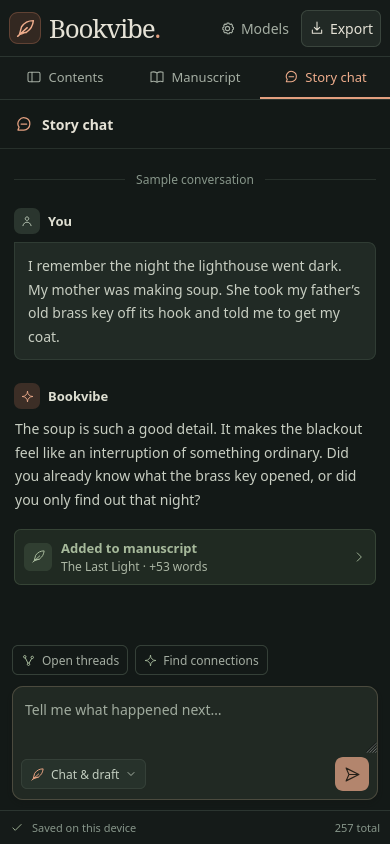 Bookvibe.
Models
Export
Contents
Manuscript
Story chat
Story chat
Sample conversation
You
I remember the night the lighthouse went dark.
My mother was making soup. She took my father’s
old brass key off its hook and told me to get my
coat.
Bookvibe
The soup is such a good detail. It makes the blackout
feel like an interruption of something ordinary. Did
you already know what the brass key opened, or did
you only find out that night?
Added to manuscript
The Last Light · +53 words
Open threads
Find connections
Tell me what happened next...
Chat & draft
Saved on this device
257 total